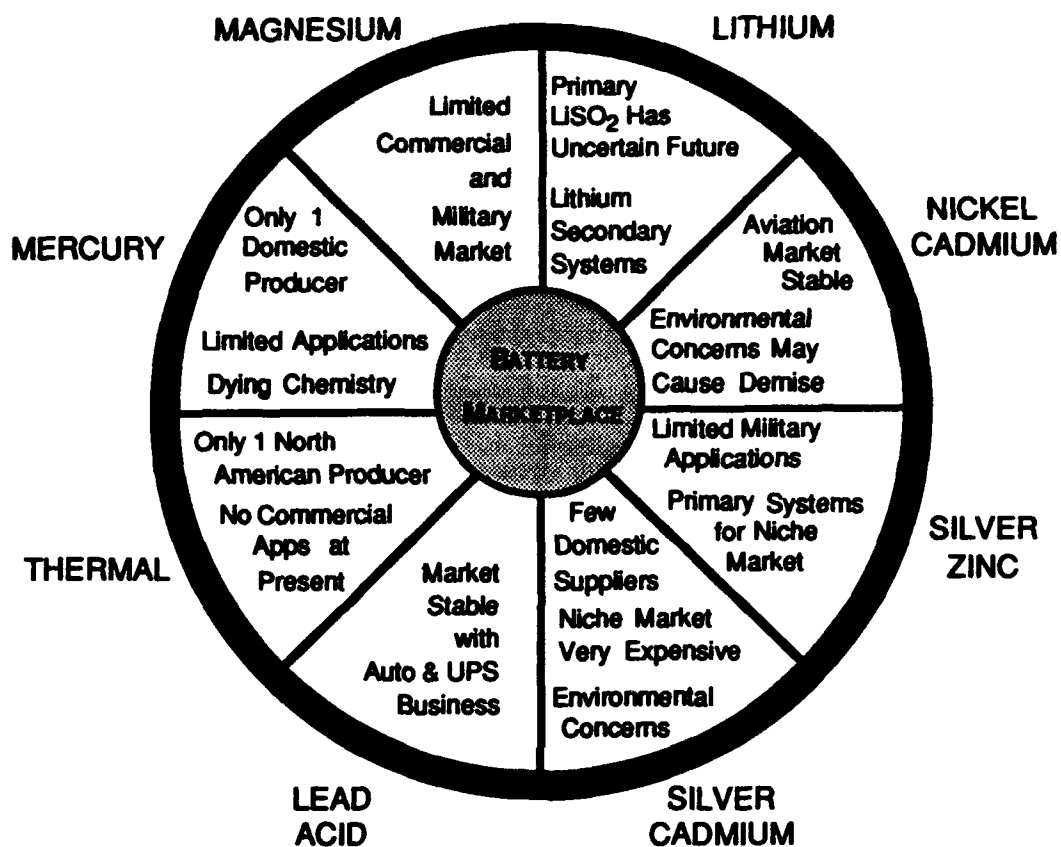 MAGNESIUM
Limited
Commercial
and
Military
Market
LITHIUM
Primary
LiSO₂ Has
Uncertain Future
Lithium
Secondary
Systems
NICKEL
CADMIUM
Aviation
Market
Stable
Environmental
Concerns May
Cause Demise
SILVER
ZINC
Limited Military
Applications
Primary Systems
for Niche
Market
SILVER
CADMIUM
Few
Domestic
Suppliers
Niche Market
Very Expensive
Environmental
Concerns
LEAD
ACID
Market
Stable
with
Auto & UPS
Business
THERMAL
Only 1 North
American Producer
No Commercial
Apps at
Present
MERCURY
Only 1
Domestic
Producer
Limited Applications
Dying Chemistry
BATTERY
MARKETPLACE